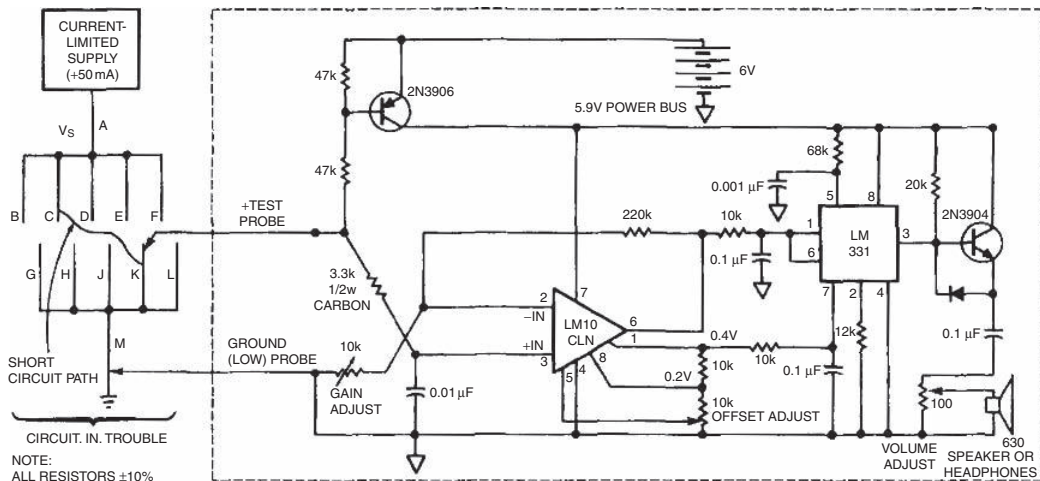 CURRENT-
LIMITED
SUPPLY
(+50 mA)
VS
A
B
C
D
E
F
G
H
J
K
L
M
SHORT
CIRCUIT PATH
CIRCUIT. IN. TROUBLE
NOTE:
ALL RESISTORS ±10%
+TEST
PROBE
GROUND
(LOW) PROBE
47k
2N3906
47k
6V
5.9V POWER BUS
3.3k
1/2w
CARBON
10k
GAIN
ADJUST
0.01 µF
220k
10k
0.1 µF
2
–IN
+IN
3
LM10
CLN
7
6
1
5
4
8
0.4V
0.2V
10k
10k
OFFSET ADJUST
10k
0.1 µF
68k
0.001 µF
5
8
1
6
LM
331
3
7
2
4
12k
20k
2N3904
0.1 µF
100
VOLUME
ADJUST
630
SPEAKER OR
HEADPHONES